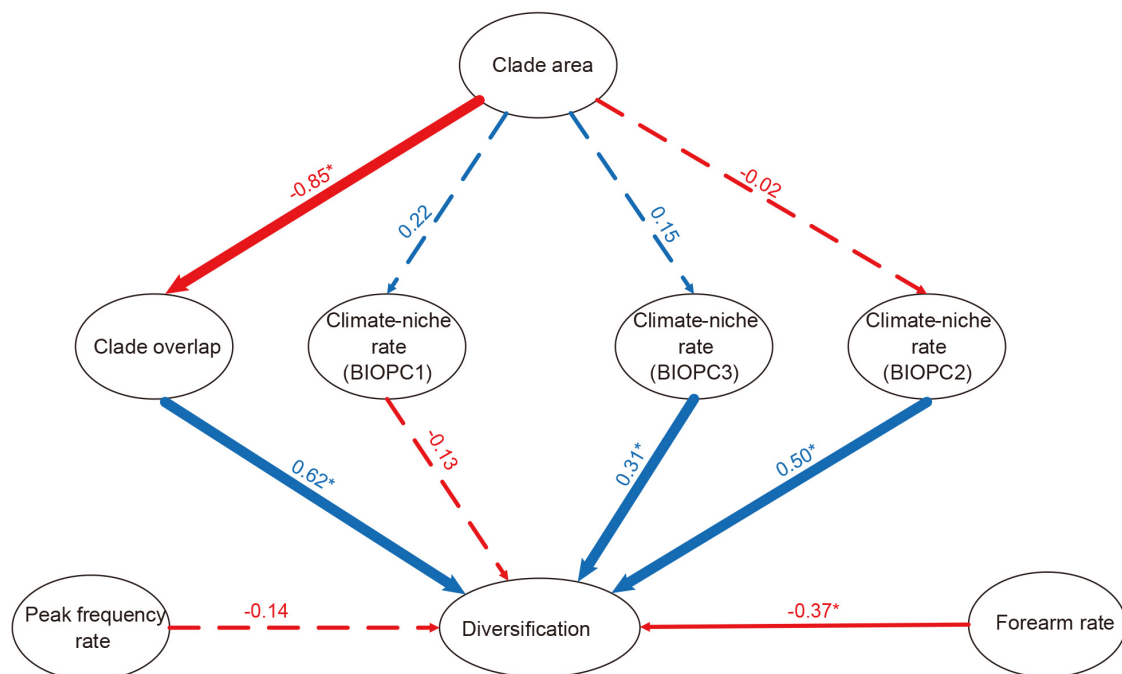 Clade area
-0.85*
0.22
0.15
-0.02
Clade overlap
Climate-niche
rate
(BIOPC1)
Climate-niche
rate
(BIOPC3)
Climate-niche
rate
(BIOPC2)
0.62*
-0.13
0.31*
0.50*
Peak frequency
rate
-0.14
Diversification
-0.37*
Forearm rate